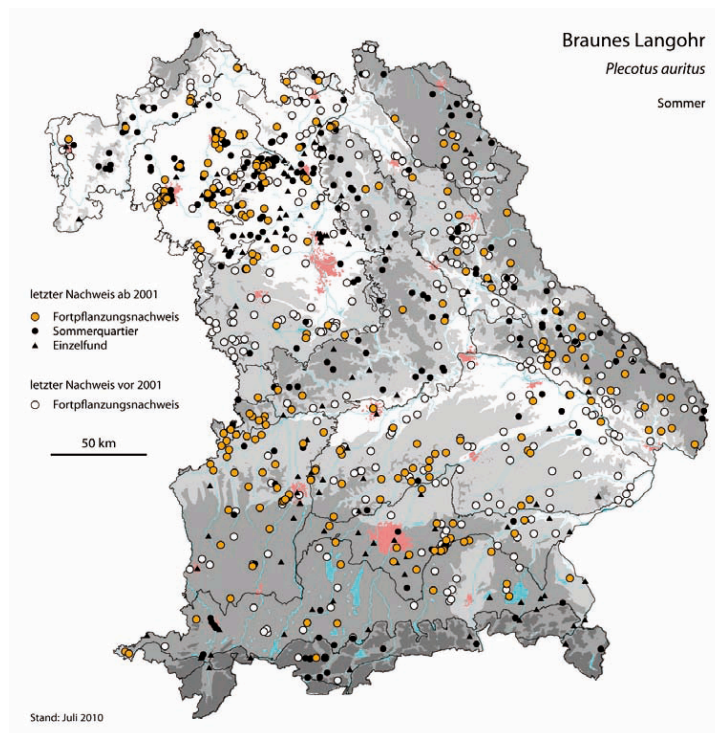 Braunes Langohr
Plecotus auritus
Sommer
letzter Nachweis ab 2001
Fortpflanzungsnachweis
Sommerquartier
Einzelfund
letzter Nachweis vor 2001
Fortpflanzungsnachweis
50 km
Stand: Juli 2010